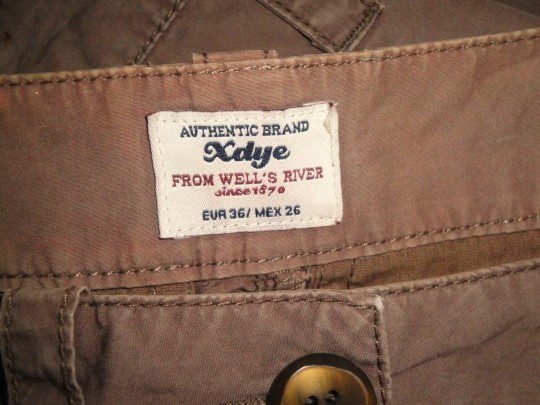 AUTHENTIC BRAND
Xdye
FROM WELL'S RIVER
since 1870
EUR 36/ MEX 26